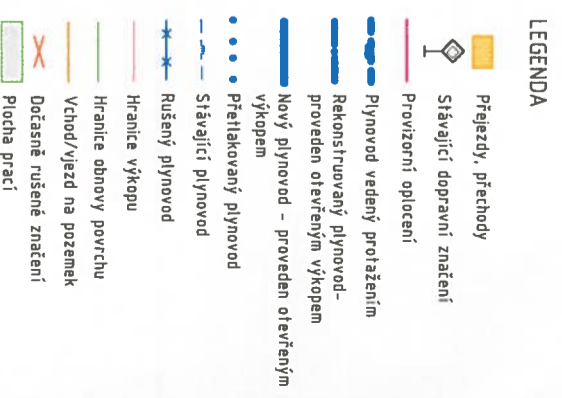 LEGENDA
Přejezdy, přechody
Stávající dopravní značení
Provizorní oplocení
Plynovod vedený protažením
Rekonstruovaný plynovod-
proveden otevřeným výkopem
Nový plynovod - proveden otevřeným
výkopem
Přetlakovaný plynovod
Stávající plynovod
Rušený plynovod
Hranice výkopu
Hranice obnovy povrchu
Vchod/vjezd na pozemek
Dočasně rušené značení
Plocha prací